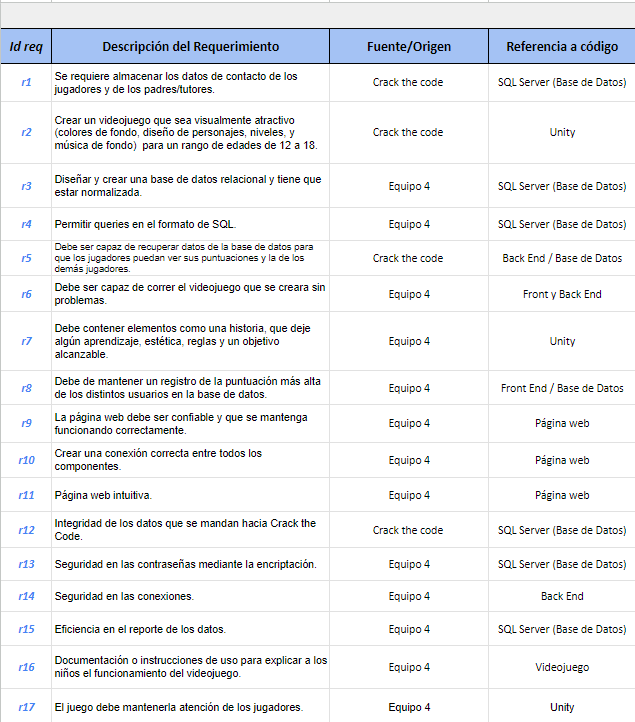 Id req Descripción del Requerimiento Fuente/Origen Referencia a código
r1 Se requiere almacenar los datos de contacto de los
jugadores y de los padres/tutores. Crack the code SQL Server (Base de Datos)
r2 Crear un videojuego que sea visualmente atractivo
(colores de fondo, diseño de personajes, niveles, y
música de fondo) para un rango de edades de 12 a 18. Crack the code Unity
r3 Diseñar y crear una base de datos relacional y tiene que
estar normalizada. Equipo 4 SQL Server (Base de Datos)
r4 Permitir queries en el formato de SQL. Equipo 4 SQL Server (Base de Datos)
r5 Debe ser capaz de recuperar datos de la base de datos para
que los jugadores puedan ver sus puntuaciones y la de los
demás jugadores. Crack the code Back End / Base de Datos
r6 Debe ser capaz de correr el videojuego que se creara sin
problemas. Equipo 4 Front y Back End
r7 Debe contener elementos como una historia, que deje
algún aprendizaje, estética, reglas y un objetivo
alcanzable. Equipo 4 Unity
r8 Debe de mantener un registro de la puntuación más alta
de los distintos usuarios en la base de datos. Equipo 4 Front End / Base de Datos
r9 La página web debe ser confiable y que se mantenga
funcionando correctamente. Equipo 4 Página web
r10 Crear una conexión correcta entre todos los
componentes. Equipo 4 Página web
r11 Página web intuitiva. Equipo 4 Página web
r12 Integridad de los datos que se mandan hacia Crack the
Code. Crack the code SQL Server (Base de Datos)
r13 Seguridad en las contraseñas mediante la encriptación. Equipo 4 SQL Server (Base de Datos)
r14 Seguridad en las conexiones. Equipo 4 Back End
r15 Eficiencia en el reporte de los datos. Equipo 4 SQL Server (Base de Datos)
r16 Documentación o instrucciones de uso para explicar a los
niños el funcionamiento del videojuego. Equipo 4 Videojuego
r17 El juego debe mantenerla atención de los jugadores. Equipo 4 Unity